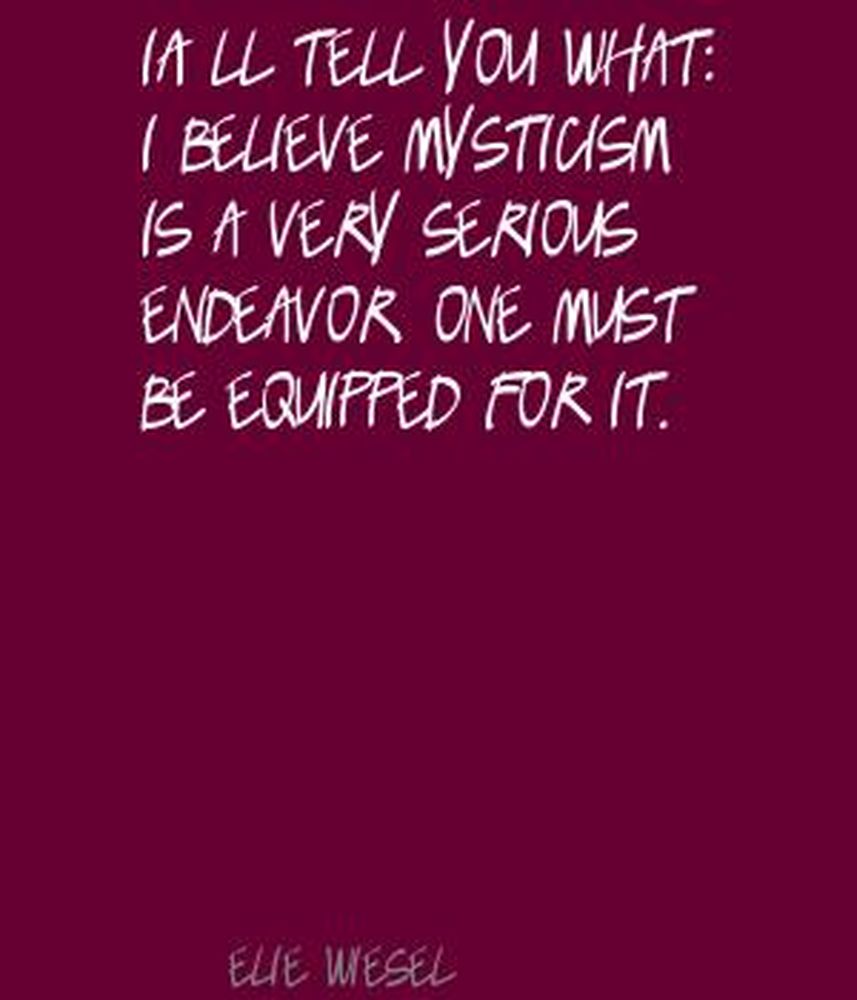 IA LL TELL YOU WHAT:
I BELIEVE MYSTICISM
IS A VERY SERIOUS
ENDEAVOR. ONE MUST
BE EQUIPPED FOR IT.
ELIE WIESEL